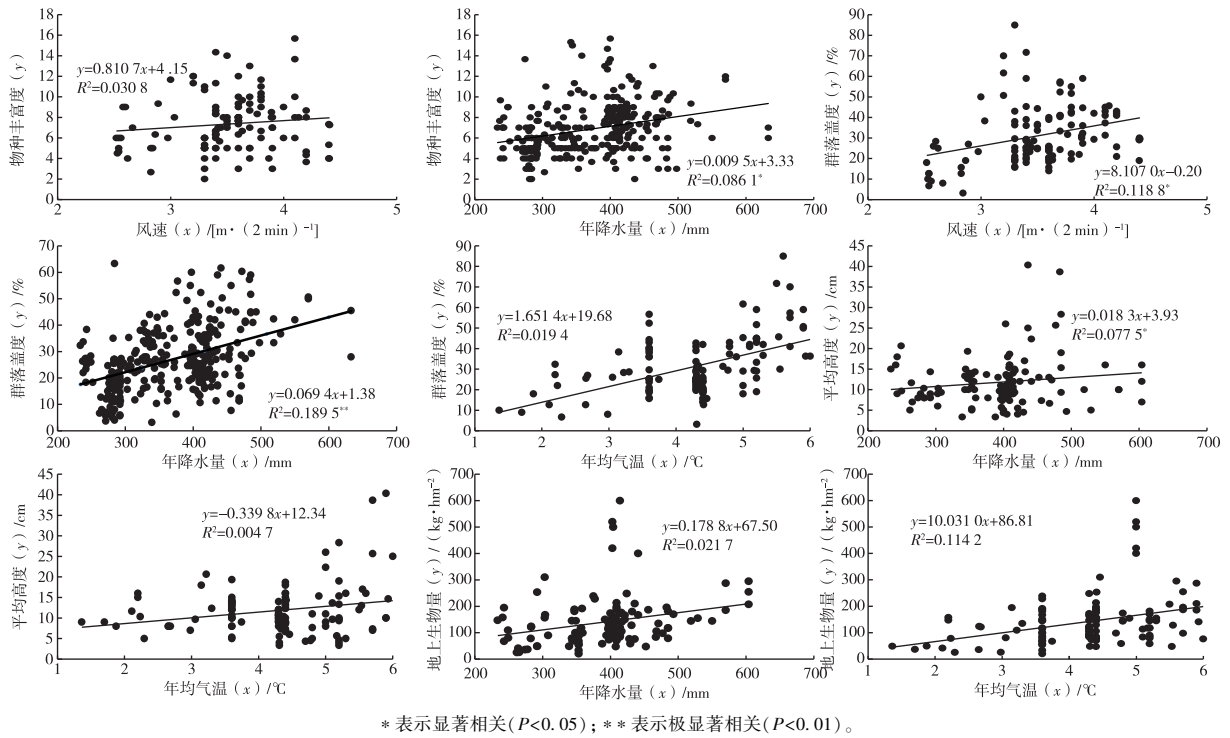 18
16
14
12
10
8
6
4
2
0
物种丰富度（y）
y=0.810 7x+4 .15
R²=0.030 8
2 3 4 5
风速（x）/[m·（2 min）⁻¹]
18
16
14
12
10
8
6
4
2
0
物种丰富度（y）
y=0.009 5x+3.33
R²=0.086 1*
200 300 400 500 600 700
年降水量（x）/mm
90
80
70
60
50
40
30
20
10
0
群落盖度（y）/%
y=8.107 0x−0.20
R²=0.118 8*
2 3 4 5
风速（x）/[m·（2 min）⁻¹]
70
60
50
40
30
20
10
0
群落盖度（y）/%
y=0.069 4x+1.38
R²=0.189 5**
200 300 400 500 600 700
年降水量（x）/mm
90
80
70
60
50
40
30
20
10
0
群落盖度（y）/%
y=1.651 4x+19.68
R²=0.019 4
1 2 3 4 5 6
年均气温（x）/℃
45
40
35
30
25
20
15
10
5
0
平均高度（y）/cm
y=0.018 3x+3.93
R²=0.077 5*
200 300 400 500 600 700
年降水量（x）/mm
45
40
35
30
25
20
15
10
5
0
平均高度（y）/cm
y=−0.339 8x+12.34
R²=0.004 7
1 2 3 4 5 6
年均气温（x）/℃
700
600
500
400
300
200
100
0
地上生物量（y）/（kg·hm⁻²）
y=0.178 8x+67.50
R²=0.021 7
200 300 400 500 600 700
年降水量（x）/mm
700
600
500
400
300
200
100
0
地上生物量（y）/（kg·hm⁻²）
y=10.031 0x+86.81
R²=0.114 2
1 2 3 4 5 6
年均气温（x）/℃
* 表示显著相关(P<0. 05)；* * 表示极显著相关(P<0. 01)。